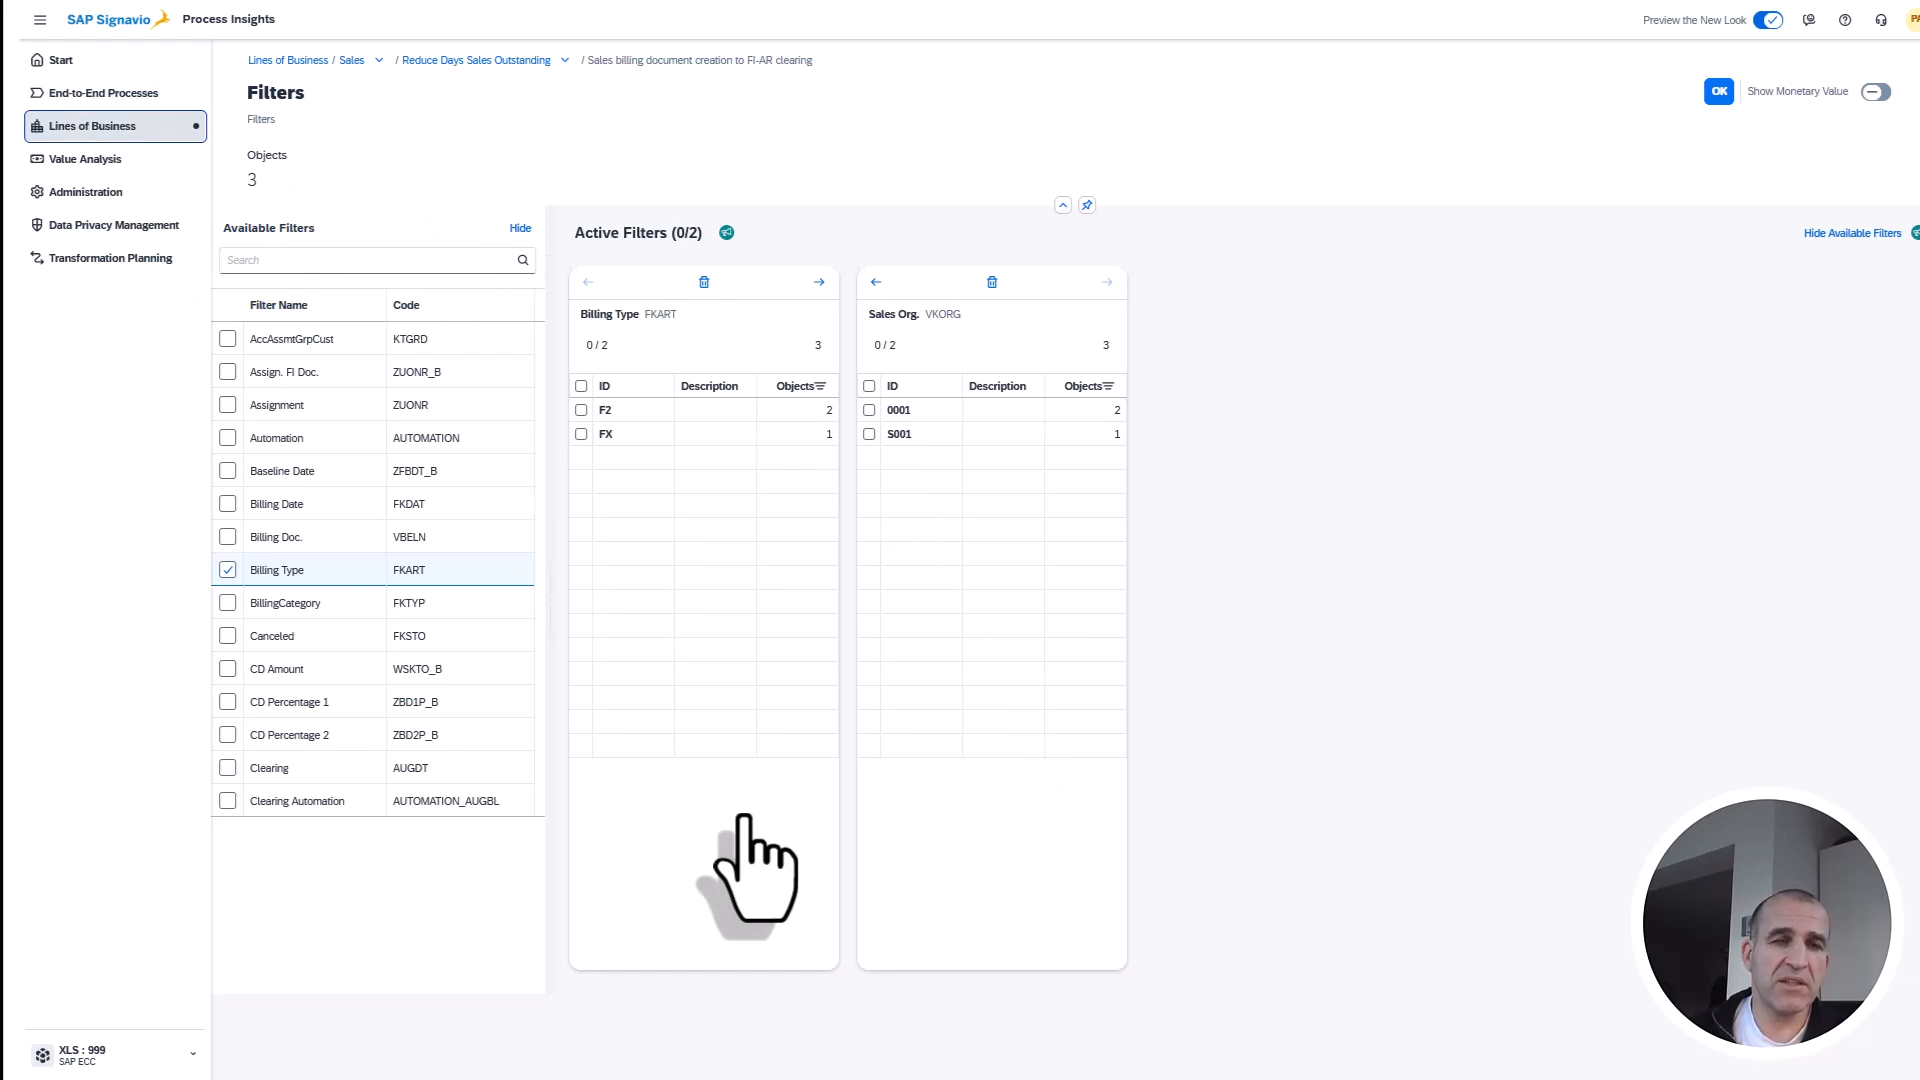 SAP Signavio Process Insights
Preview the New Look
PA
Start
End-to-End Processes
Lines of Business
Value Analysis
Administration
Data Privacy Management
Transformation Planning
Lines of Business / Sales / Reduce Days Sales Outstanding / Sales billing document creation to FI-AR clearing
Filters
OK Show Monetary Value
Filters
Objects
3
Available Filters Hide
Search
Filter Name Code
AccAssmtGrpCust KTGRD
Assign. FI Doc. ZUONR_B
Assignment ZUONR
Automation AUTOMATION
Baseline Date ZFBDT_B
Billing Date FKDAT
Billing Doc. VBELN
Billing Type FKART
BillingCategory FKTYP
Canceled FKSTO
CD Amount WSKTO_B
CD Percentage 1 ZBD1P_B
CD Percentage 2 ZBD2P_B
Clearing AUGDT
Clearing Automation AUTOMATION_AUGBL
Active Filters (0/2)
Hide Available Filters
Billing Type FKART
0 / 2 3
ID Description Objects
F2 2
FX 1
Sales Org. VKORG
0 / 2 3
ID Description Objects
0001 2
S001 1
XLS : 999
SAP ECC